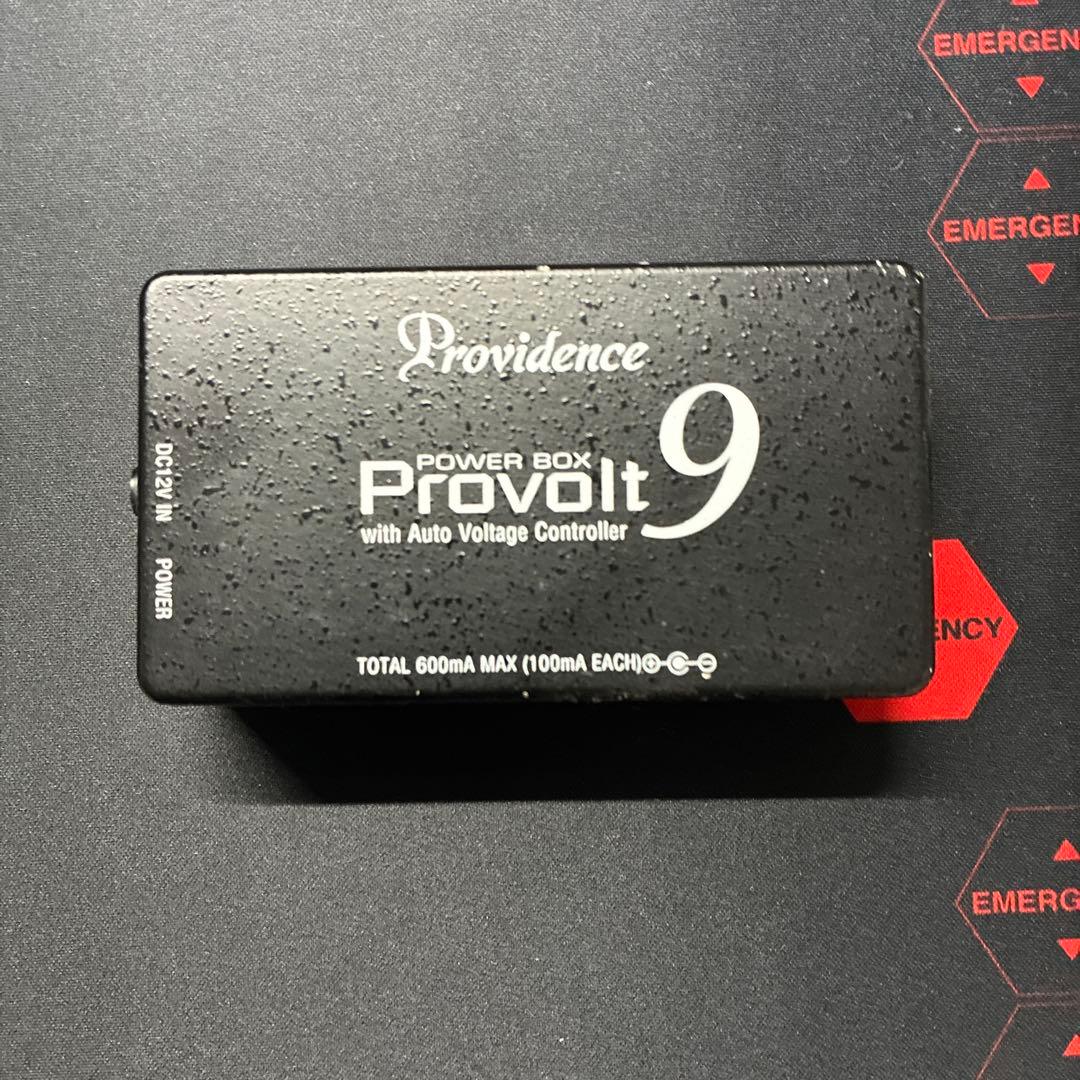 EMERGEN
EMERGEN
Providence
POWER BOX
Provolt 9
with Auto Voltage Controller
DC12V IN
POWER
TOTAL 600mA MAX (100mA EACH)
ENCY
EMERG